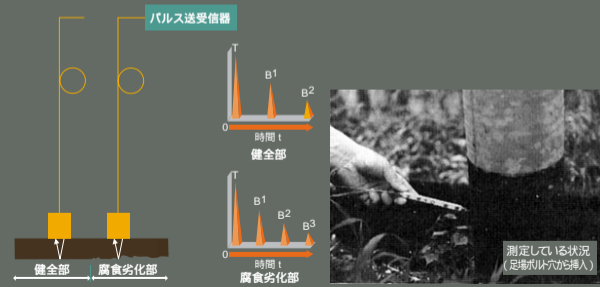 パルス送受信器
健全部
腐食劣化部
T
B1
B2
0
時間 t
健全部
T
B1
B2
B3
0
時間 t
腐食劣化部
測定している状況
(足場ボルト穴から挿入)